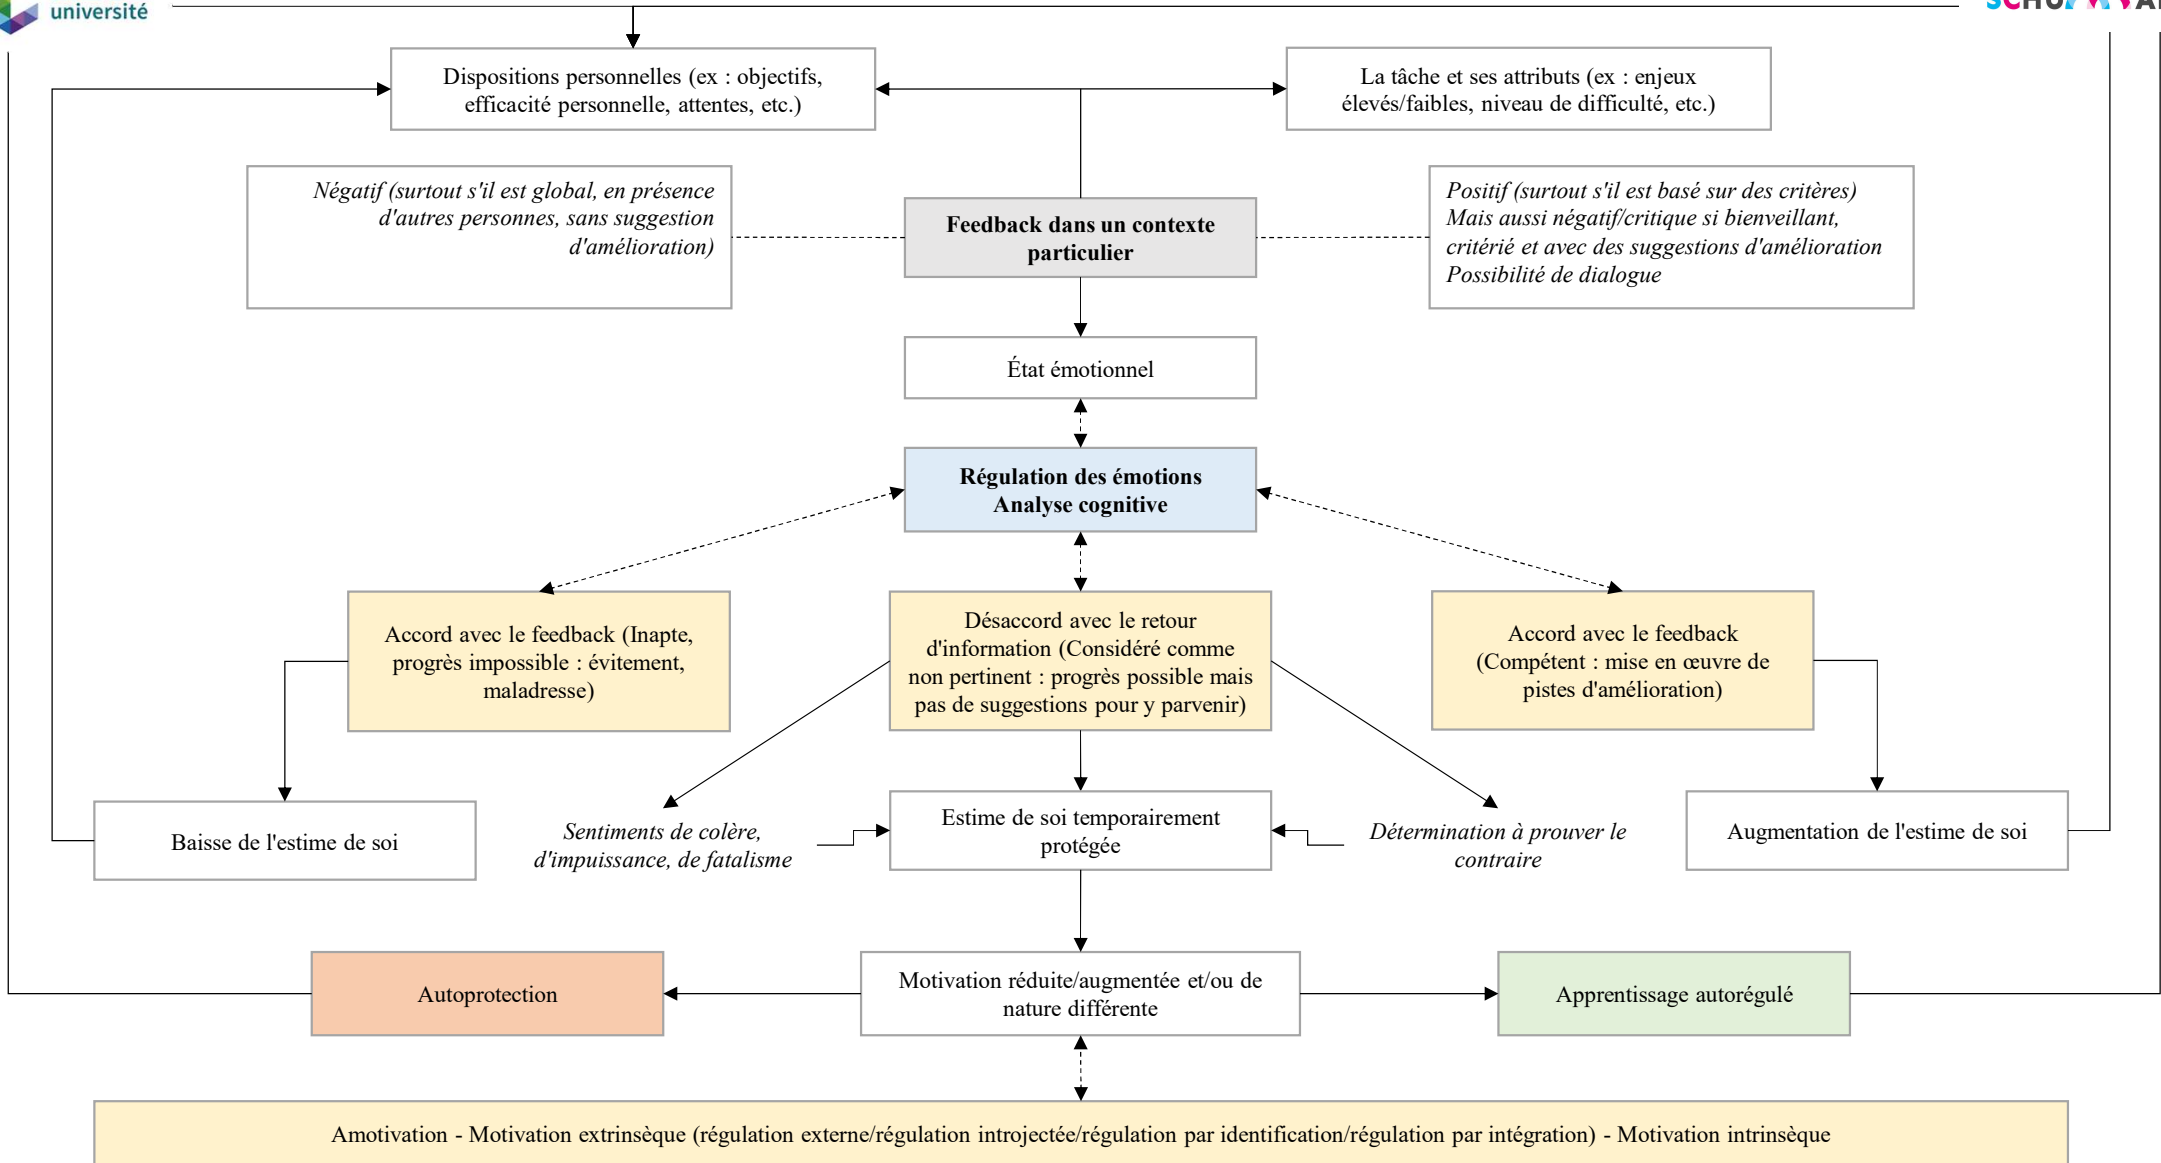 université
Dispositions personnelles (ex : objectifs,
efficacité personnelle, attentes, etc.)
La tâche et ses attributs (ex : enjeux
élevés/faibles, niveau de difficulté, etc.)
Négatif (surtout s'il est global, en présence
d'autres personnes, sans suggestion
d'amélioration)
Feedback dans un contexte
particulier
Positif (surtout s'il est basé sur des critères)
Mais aussi négatif/critique si bienveillant,
critérié et avec des suggestions d'amélioration
Possibilité de dialogue
État émotionnel
Régulation des émotions
Analyse cognitive
Accord avec le feedback (Inapte,
progrès impossible : évitement,
maladresse)
Désaccord avec le retour
d'information (Considéré comme
non pertinent : progrès possible mais
pas de suggestions pour y parvenir)
Accord avec le feedback
(Compétent : mise en œuvre de
pistes d'amélioration)
Baisse de l'estime de soi
Sentiments de colère,
d'impuissance, de fatalisme
Estime de soi temporairement
protégée
Détermination à prouver le
contraire
Augmentation de l'estime de soi
Autoprotection
Motivation réduite/augmentée et/ou de
nature différente
Apprentissage autorégulé
Amotivation - Motivation extrinsèque (régulation externe/régulation introjectée/régulation par identification/régulation par intégration) - Motivation intrinsèque